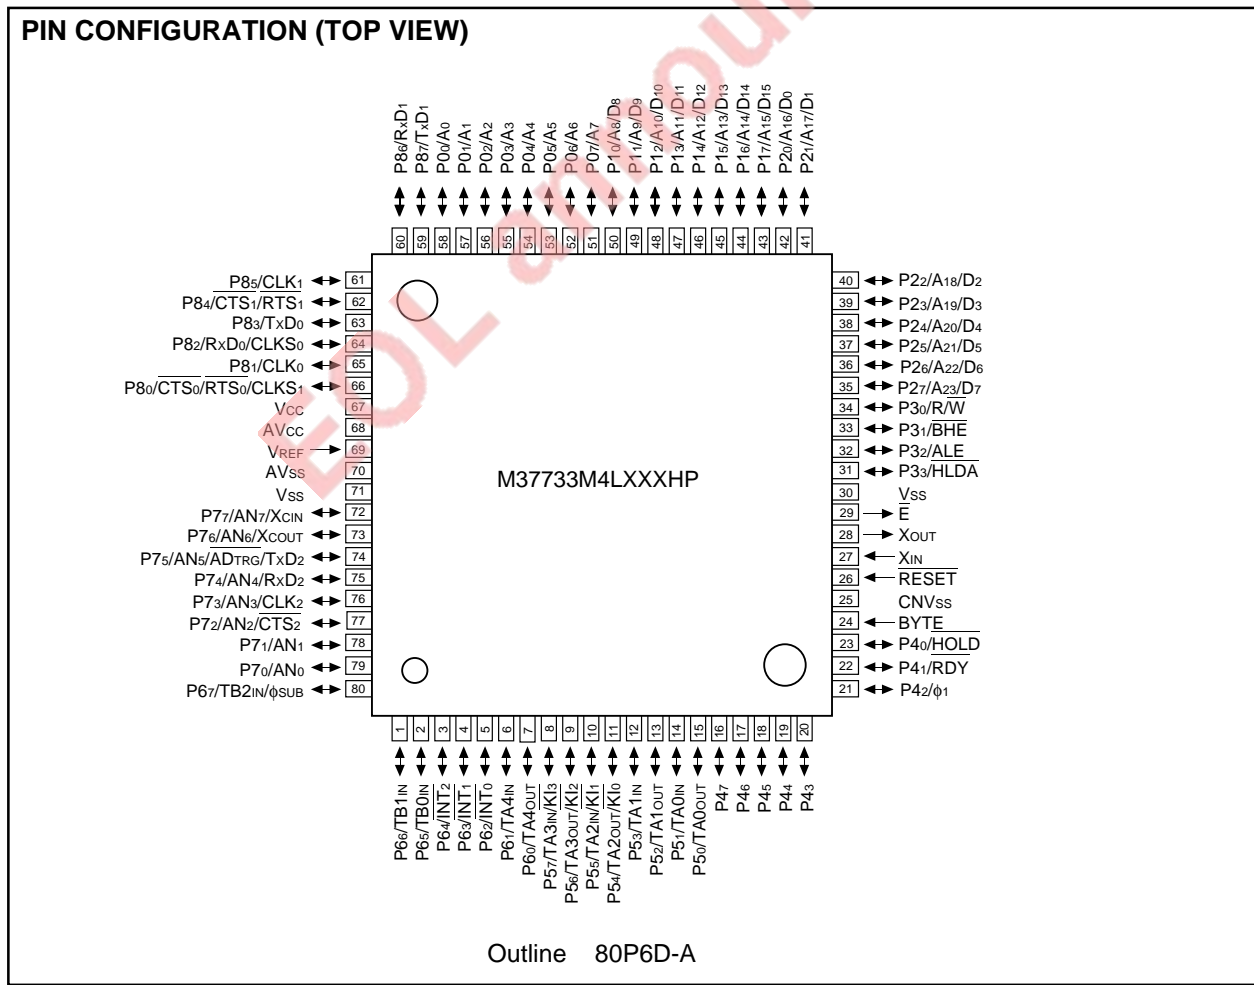 PIN CONFIGURATION (TOP VIEW)
EOL announ
P86/RxD1
P87/TxD1
P00/A0
P01/A1
P02/A2
P03/A3
P04/A4
P05/A5
P06/A6
P07/A7
P10/A8/D8
P11/A9/D9
P12/A10/D10
P13/A11/D11
P14/A12/D12
P15/A13/D13
P16/A14/D14
P17/A15/D15
P20/A16/D0
P21/A17/D1
60 59 58 57 56 55 54 53 52 51 50 49 48 47 46 45 44 43 42 41
P85/CLK1 61
P84/CTS1/RTS1 62
P83/TxD0 63
P82/RxD0/CLKS0 64
P81/CLK0 65
P80/CTS0/RTS0/CLKS1 66
VCC 67
AVCC 68
VREF 69
AVSS 70
VSS 71
P77/AN7/XCIN 72
P76/AN6/XCOUT 73
P75/AN5/ADTRG/TxD2 74
P74/AN4/RxD2 75
P73/AN3/CLK2 76
P72/AN2/CTS2 77
P71/AN1 78
P70/AN0 79
P67/TB2IN/ϕSUB 80
M37733M4LXXXHP
40 P22/A18/D2
39 P23/A19/D3
38 P24/A20/D4
37 P25/A21/D5
36 P26/A22/D6
35 P27/A23/D7
34 P30/R/W
33 P31/BHE
32 P32/ALE
31 P33/HLDA
30 VSS
29 E
28 XOUT
27 XIN
26 RESET
25 CNVSS
24 BYTE
23 P40/HOLD
22 P41/RDY
21 P42/ϕ1
1 2 3 4 5 6 7 8 9 10 11 12 13 14 15 16 17 18 19 20
P66/TB1IN
P65/TB0IN
P64/INT2
P63/INT1
P62/INT0
P61/TA4IN
P60/TA4OUT
P57/TA3IN/KI3
P56/TA3OUT/KI2
P55/TA2IN/KI1
P54/TA2OUT/KI0
P53/TA1IN
P52/TA1OUT
P51/TA0IN
P50/TA0OUT
P47
P46
P45
P44
P43
Outline 80P6D-A